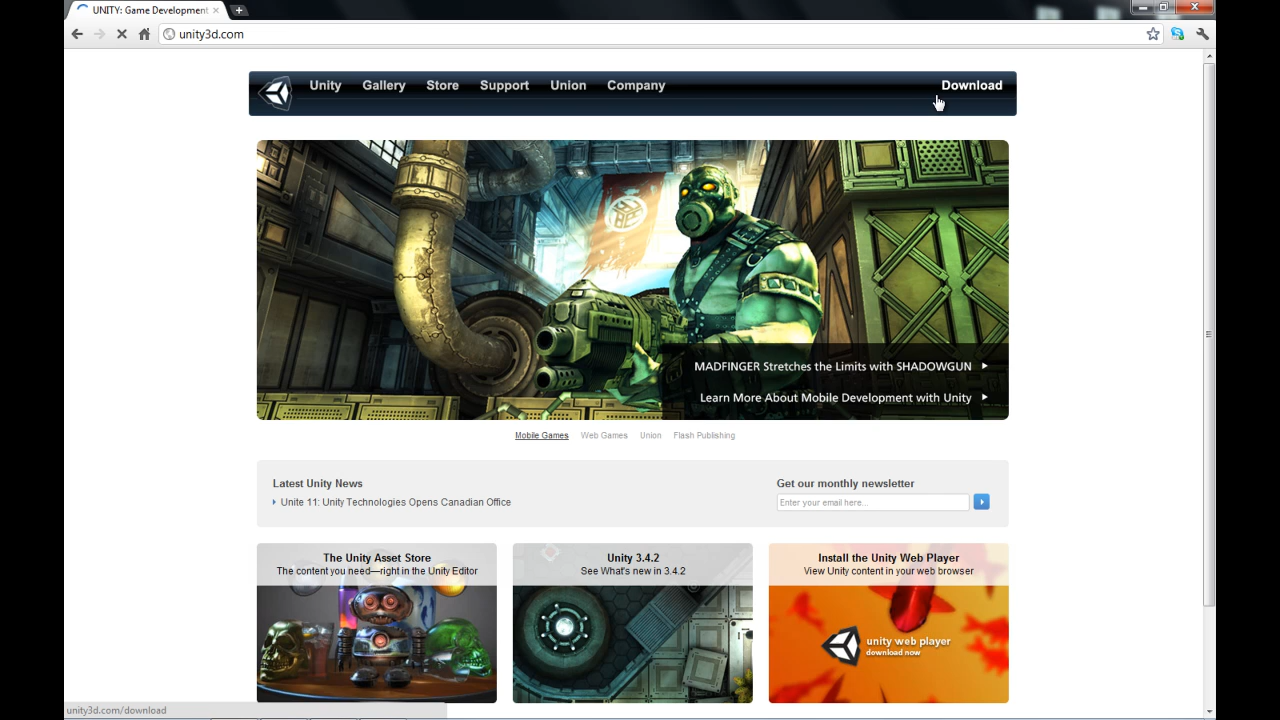 UNITY: Game Development
unity3d.com
Unity Gallery Store Support Union Company Download
MADFINGER Stretches the Limits with SHADOWGUN
Learn More About Mobile Development with Unity
Mobile Games Web Games Union Flash Publishing
Latest Unity News
Unite 11: Unity Technologies Opens Canadian Office
Get our monthly newsletter
Enter your email here...
The Unity Asset Store
The content you need—right in the Unity Editor
Unity 3.4.2
See What's new in 3.4.2
Install the Unity Web Player
View Unity content in your web browser
unity web player
download now
unity3d.com/download